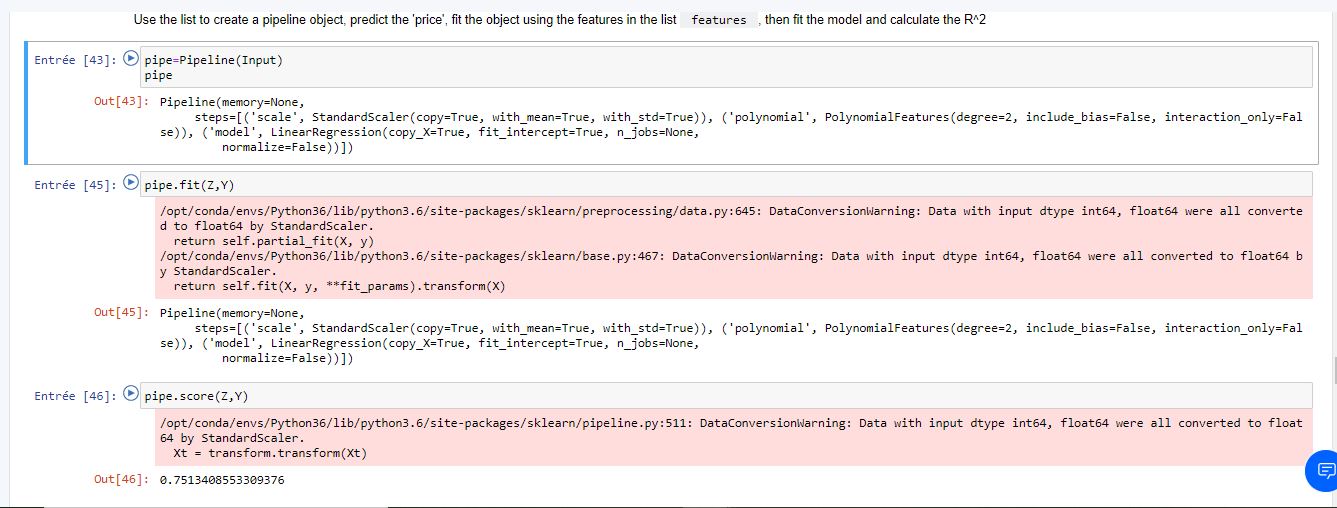 Use the list to create a pipeline object, predict the 'price', fit the object using the features in the list features , then fit the model and calculate the R^2
Entrée [43]: pipe=Pipeline(Input)
pipe
Out[43]: Pipeline(memory=None,
steps=[('scale', StandardScaler(copy=True, with_mean=True, with_std=True)), ('polynomial', PolynomialFeatures(degree=2, include_bias=False, interaction_only=Fal
se)), ('model', LinearRegression(copy_X=True, fit_intercept=True, n_jobs=None,
normalize=False))])
Entrée [45]: pipe.fit(Z,Y)
/opt/conda/envs/Python36/lib/python3.6/site-packages/sklearn/preprocessing/data.py:645: DataConversionWarning: Data with input dtype int64, float64 were all converte
d to float64 by StandardScaler.
return self.partial_fit(X, y)
/opt/conda/envs/Python36/lib/python3.6/site-packages/sklearn/base.py:467: DataConversionWarning: Data with input dtype int64, float64 were all converted to float64 b
y StandardScaler.
return self.fit(X, y, **fit_params).transform(X)
Out[45]: Pipeline(memory=None,
steps=[('scale', StandardScaler(copy=True, with_mean=True, with_std=True)), ('polynomial', PolynomialFeatures(degree=2, include_bias=False, interaction_only=Fal
se)), ('model', LinearRegression(copy_X=True, fit_intercept=True, n_jobs=None,
normalize=False))])
Entrée [46]: pipe.score(Z,Y)
/opt/conda/envs/Python36/lib/python3.6/site-packages/sklearn/pipeline.py:511: DataConversionWarning: Data with input dtype int64, float64 were all converted to float
64 by StandardScaler.
Xt = transform.transform(Xt)
Out[46]: 0.7513408553309376